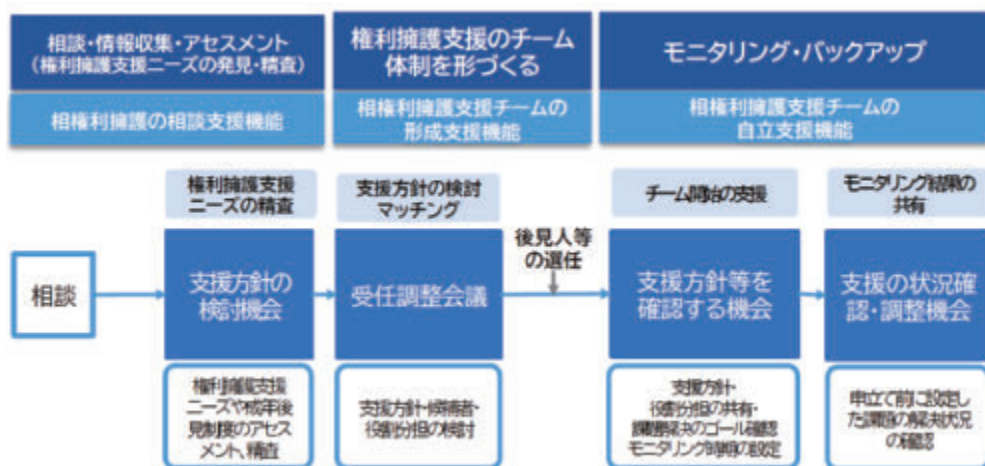 相談・情報収集・アセスメント
（権利擁護支援ニーズの発見・精査）
権利擁護支援のチーム
体制を形づくる
モニタリング・バックアップ
相権利擁護の相談支援機能
相権利擁護支援チームの
形成支援機能
相権利擁護支援チームの
自立支援機能
権利擁護支援
ニーズの精査
支援方針の検討
マッチング
チーム開始の支援
モニタリング結果の
共有
相談
支援方針の
検討機会
受任調整会議
後見人等
の選任
支援方針等を
確認する機会
支援の状況確
認・調整機会
権利擁護支援
ニーズや成年後
見制度のアセス
メント、精査
支援方針・候補者・
役割分担の検討
支援方針・
役割分担の共有・
課題解決のゴール確認
モニタリング時期の設定
申立て前に設定し
た課題の解決状況
の確認